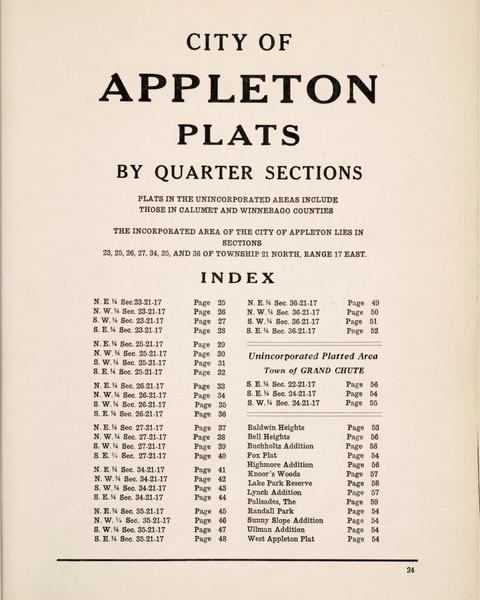 CITY OF
APPLETON
PLATS
BY QUARTER SECTIONS
PLATS IN THE UNINCORPORATED AREAS INCLUDE
THOSE IN CALUMET AND WINNEBAGO COUNTIES
THE INCORPORATED AREA OF THE CITY OF APPLETON LIES IN
SECTIONS
23, 25, 26, 27, 34, 35, AND 36 OF TOWNSHIP 21 NORTH, RANGE 17 EAST.
INDEX
N. E. ¼ Sec. 23-21-17 Page 25
N. W. ¼ Sec. 23-21-17 Page 26
S. W. ¼ Sec. 23-21-17 Page 27
S. E. ¼ Sec. 23-21-17 Page 28
N. E. ¼ Sec. 25-21-17 Page 29
N. W. ¼ Sec. 25-21-17 Page 30
S. W. ¼ Sec. 25-21-17 Page 31
S. E. ¼ Sec. 25-21-17 Page 32
N. E. ¼ Sec. 26-21-17 Page 33
N. W. ¼ Sec. 26-21-17 Page 34
S. W. ¼ Sec. 26-21-17 Page 35
S. E. ¼ Sec. 26-21-17 Page 36
N. E. ¼ Sec. 27-21-17 Page 37
N. W. ¼ Sec. 27-21-17 Page 38
S. W. ¼ Sec. 27-21-17 Page 39
S. E. ¼ Sec. 27-21-17 Page 40
N. E. ¼ Sec. 34-21-17 Page 41
N. W. ¼ Sec. 34-21-17 Page 42
S. W. ¼ Sec. 34-21-17 Page 43
S. E. ¼ Sec. 34-21-17 Page 44
N. E. ¼ Sec. 35-21-17 Page 45
N. W. ¼ Sec. 35-21-17 Page 46
S. W. ¼ Sec. 35-21-17 Page 47
S. E. ¼ Sec. 35-21-17 Page 48
N. E. ¼ Sec. 36-21-17 Page 49
N. W. ¼ Sec. 36-21-17 Page 50
S. W. ¼ Sec. 36-21-17 Page 51
S. E. ¼ Sec. 36-21-17 Page 52
Unincorporated Platted Area
Town of GRAND CHUTE
S. E. ¼ Sec. 22-21-17 Page 56
S. E. ¼ Sec. 24-21-17 Page 54
S. W. ¼ Sec. 24-21-17 Page 55
Baldwin Heights Page 53
Bell Heights Page 56
Buchholtz Addition Page 58
Fox Plat Page 54
Highmore Addition Page 56
Knoor's Woods Page 57
Lake Park Reserve Page 58
Lynch Addition Page 57
Palisades, The Page 59
Randall Park Page 54
Sunny Slope Addition Page 54
Ullman Addition Page 54
West Appleton Plat Page 54
24